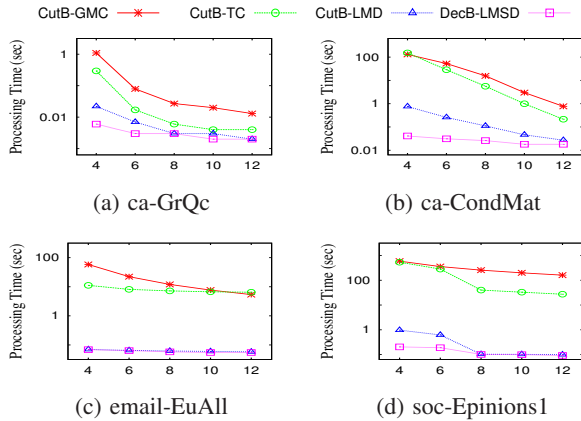 CutB-GMC CutB-TC CutB-LMD DecB-LMSD
Processing Time (sec)
1
0.01
4 6 8 10 12
(a) ca-GrQc
Processing Time (sec)
100
1
0.01
4 6 8 10 12
(b) ca-CondMat
Processing Time (sec)
100
1
4 6 8 10 12
(c) email-EuAll
Processing Time (sec)
100
1
4 6 8 10 12
(d) soc-Epinions1